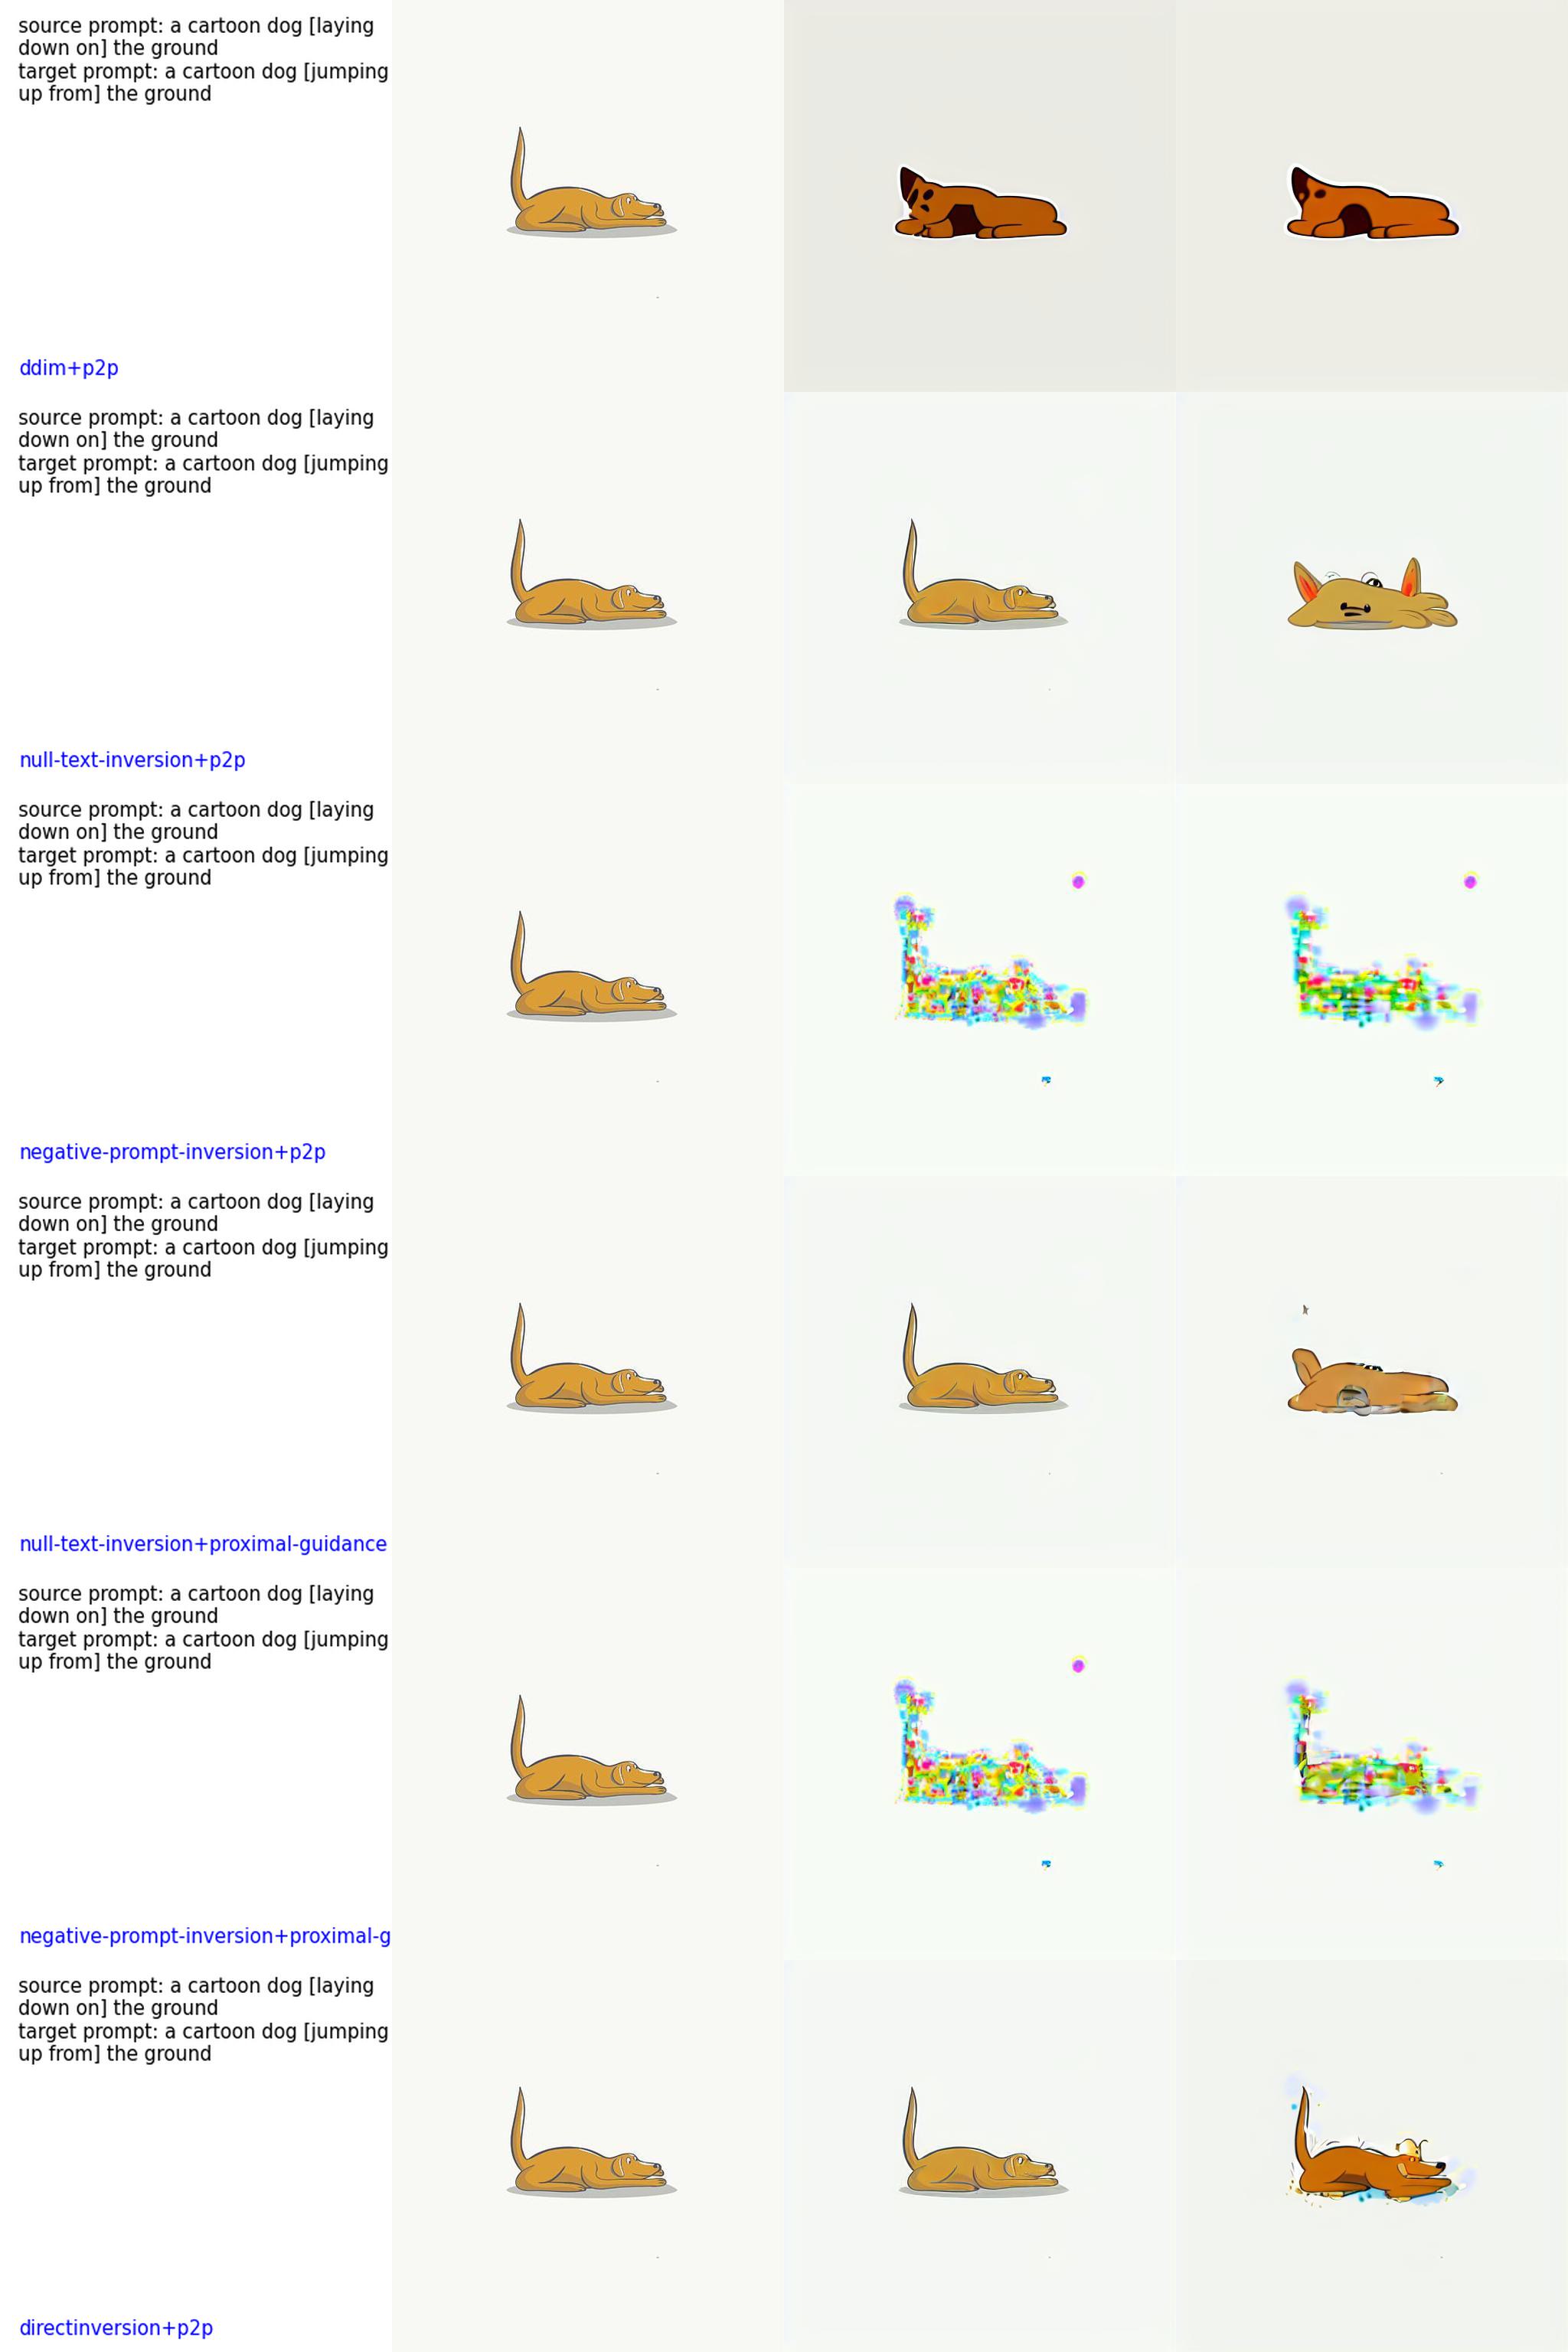 source prompt: a cartoon dog [laying
down on] the ground
target prompt: a cartoon dog [jumping
up from] the ground
ddim+p2p
source prompt: a cartoon dog [laying
down on] the ground
target prompt: a cartoon dog [jumping
up from] the ground
null-text-inversion+p2p
source prompt: a cartoon dog [laying
down on] the ground
target prompt: a cartoon dog [jumping
up from] the ground
negative-prompt-inversion+p2p
source prompt: a cartoon dog [laying
down on] the ground
target prompt: a cartoon dog [jumping
up from] the ground
null-text-inversion+proximal-guidance
source prompt: a cartoon dog [laying
down on] the ground
target prompt: a cartoon dog [jumping
up from] the ground
negative-prompt-inversion+proximal-g
source prompt: a cartoon dog [laying
down on] the ground
target prompt: a cartoon dog [jumping
up from] the ground
directinversion+p2p